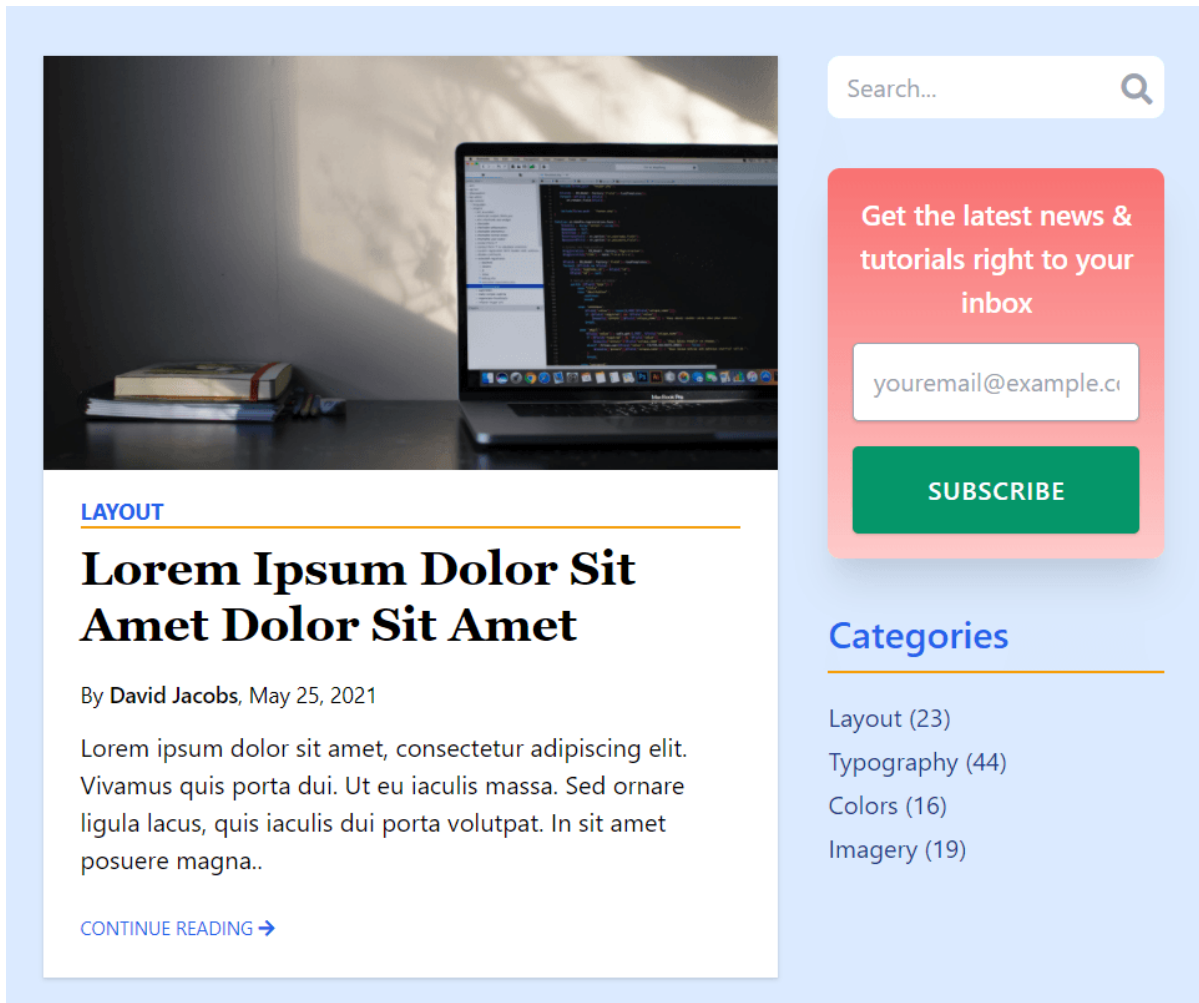 LAYOUT
Lorem Ipsum Dolor Sit
Amet Dolor Sit Amet
By David Jacobs, May 25, 2021
Lorem ipsum dolor sit amet, consectetur adipiscing elit.
Vivamus quis porta dui. Ut eu iaculis massa. Sed ornare
ligula lacus, quis iaculis dui porta volutpat. In sit amet
posuere magna..
CONTINUE READING
Search...
Get the latest news &
tutorials right to your
inbox
youremail@example.co
SUBSCRIBE
Categories
Layout (23)
Typography (44)
Colors (16)
Imagery (19)